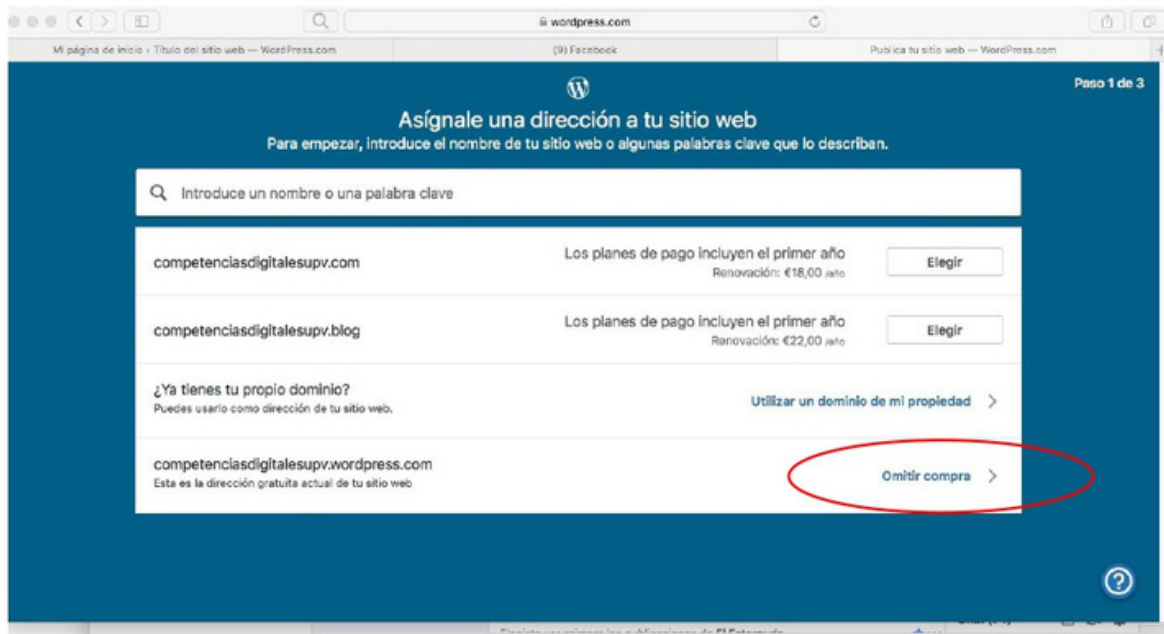 wordpress.com
Mi página de inicio ‹ Título del sitio web — WordPress.com
(9) Facebook
Publica tu sitio web — WordPress.com
Paso 1 de 3
Asígnale una dirección a tu sitio web
Para empezar, introduce el nombre de tu sitio web o algunas palabras clave que lo describan.
Introduce un nombre o una palabra clave
competenciasdigitalesupv.com
Los planes de pago incluyen el primer año
Renovación: €18,00 /año
Elegir
competenciasdigitalesupv.blog
Los planes de pago incluyen el primer año
Renovación: €22,00 /año
Elegir
¿Ya tienes tu propio dominio?
Puedes usarlo como dirección de tu sitio web.
Utilizar un dominio de mi propiedad
competenciasdigitalesupv.wordpress.com
Esta es la dirección gratuita actual de tu sitio web
Omitir compra